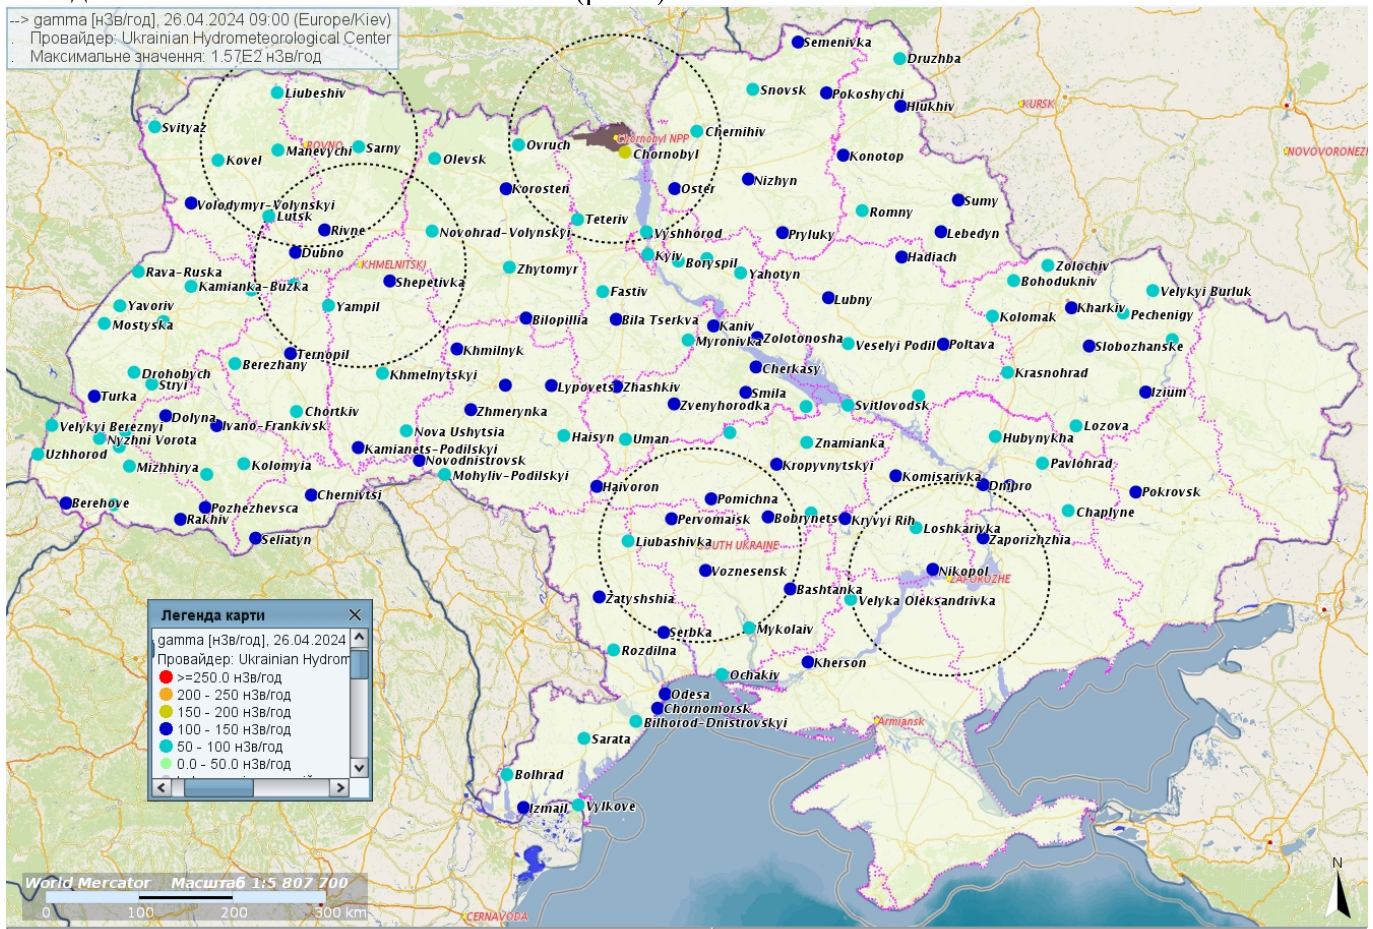 --> gamma [нЗв/год], 26.04.2024 09:00 (Europe/Kiev)
. Провайдер: Ukrainian Hydrometeorological Center
. Максимальне значення: 1.57E2 нЗв/год
Semenivka
Druzhba
Liubeshiv
Snovsk
Pokoshychi
Hlukhiv
KURSK
Svityaz
Chernihiv
Chornobyl NPP
ROVNO
Manevychi
Sarny
Ovruch
Chornobyl
Kovel
Olevsk
Konotop
NOVOVORONEZH
Korosten
Oster
Nizhyn
Volodymyr-Volynskyi
Lutsk
Sumy
Romny
Teteriv
Rivne
Novohrad-Volynskyi
Vyshhorod
Pryluky
Lebedyn
Dubno
Kyiv
Boryspil
Hadiach
KHMELNITSKI
Zhytomyr
Yahotyn
Zolochiv
Rava-Ruska
Kamianka-Buzka
Shepetivka
Bohodukniv
Fastiv
Velykyi Burluk
Yavoriv
Yampil
Lubny
Kharkiv
Pechenigy
Mostyska
Bilopillia
Bila Tserkva
Kaniv
Kolomak
Myronivka
Zolotonosha
Veselyi Podil
Poltava
Slobozhanske
Ternopil
Khmilnyk
Berezhany
Drohobych
Khmelnytskyi
Cherkasy
Krasnohrad
Stryi
Turka
Lypovets
Zhashkiv
Smila
Izium
Zhmerynka
Zvenyhorodka
Svitlovodsk
Dolyna
Chortkiv
Velykyi Bereznyi
Ivano-Frankivsk
Nova Ushytsia
Haisyn
Uman
Znamianka
Hubynykha
Lozova
Nyzhni Vorota
Kamianets-Podilskyi
Uzhhorod
Novodnistrovsk
Mizhhirya
Kolomyia
Mohyliv-Podilskyi
Kropyvnytskyi
Pavlohrad
Komisarivka
Dnipro
Haivoron
Chernivtsi
Pomichna
Pokrovsk
Berehove
Pozhezhevsca
Rakhiv
Pervomaisk
Bobrynets
Kryvyi Rih
Chaplyne
Loshkarivka
Seliatyn
Liubashivka
SOUTH UKRAINE
Zaporizhzhia
Voznesensk
Nikopol
ZAPOROZHE
Zatyshshia
Bashtanka
Velyka Oleksandrivka
Serbka
Mykolaiv
Rozdilna
Kherson
Ochakiv
Odesa
Chornomorsk
Bilhorod-Dnistrovskyi
Armiansk
Sarata
Bolhrad
Izmail
Vylkove
Легенда карти
gamma [нЗв/год], 26.04.2024
Провайдер: Ukrainian Hydrom
>=250.0 нЗв/год
200 - 250 нЗв/год
150 - 200 нЗв/год
100 - 150 нЗв/год
50 - 100 нЗв/год
0.0 - 50.0 нЗв/год
World Mercator Масштаб 1:5 807 700
0 100 200 300 km
CERNAVODA
N